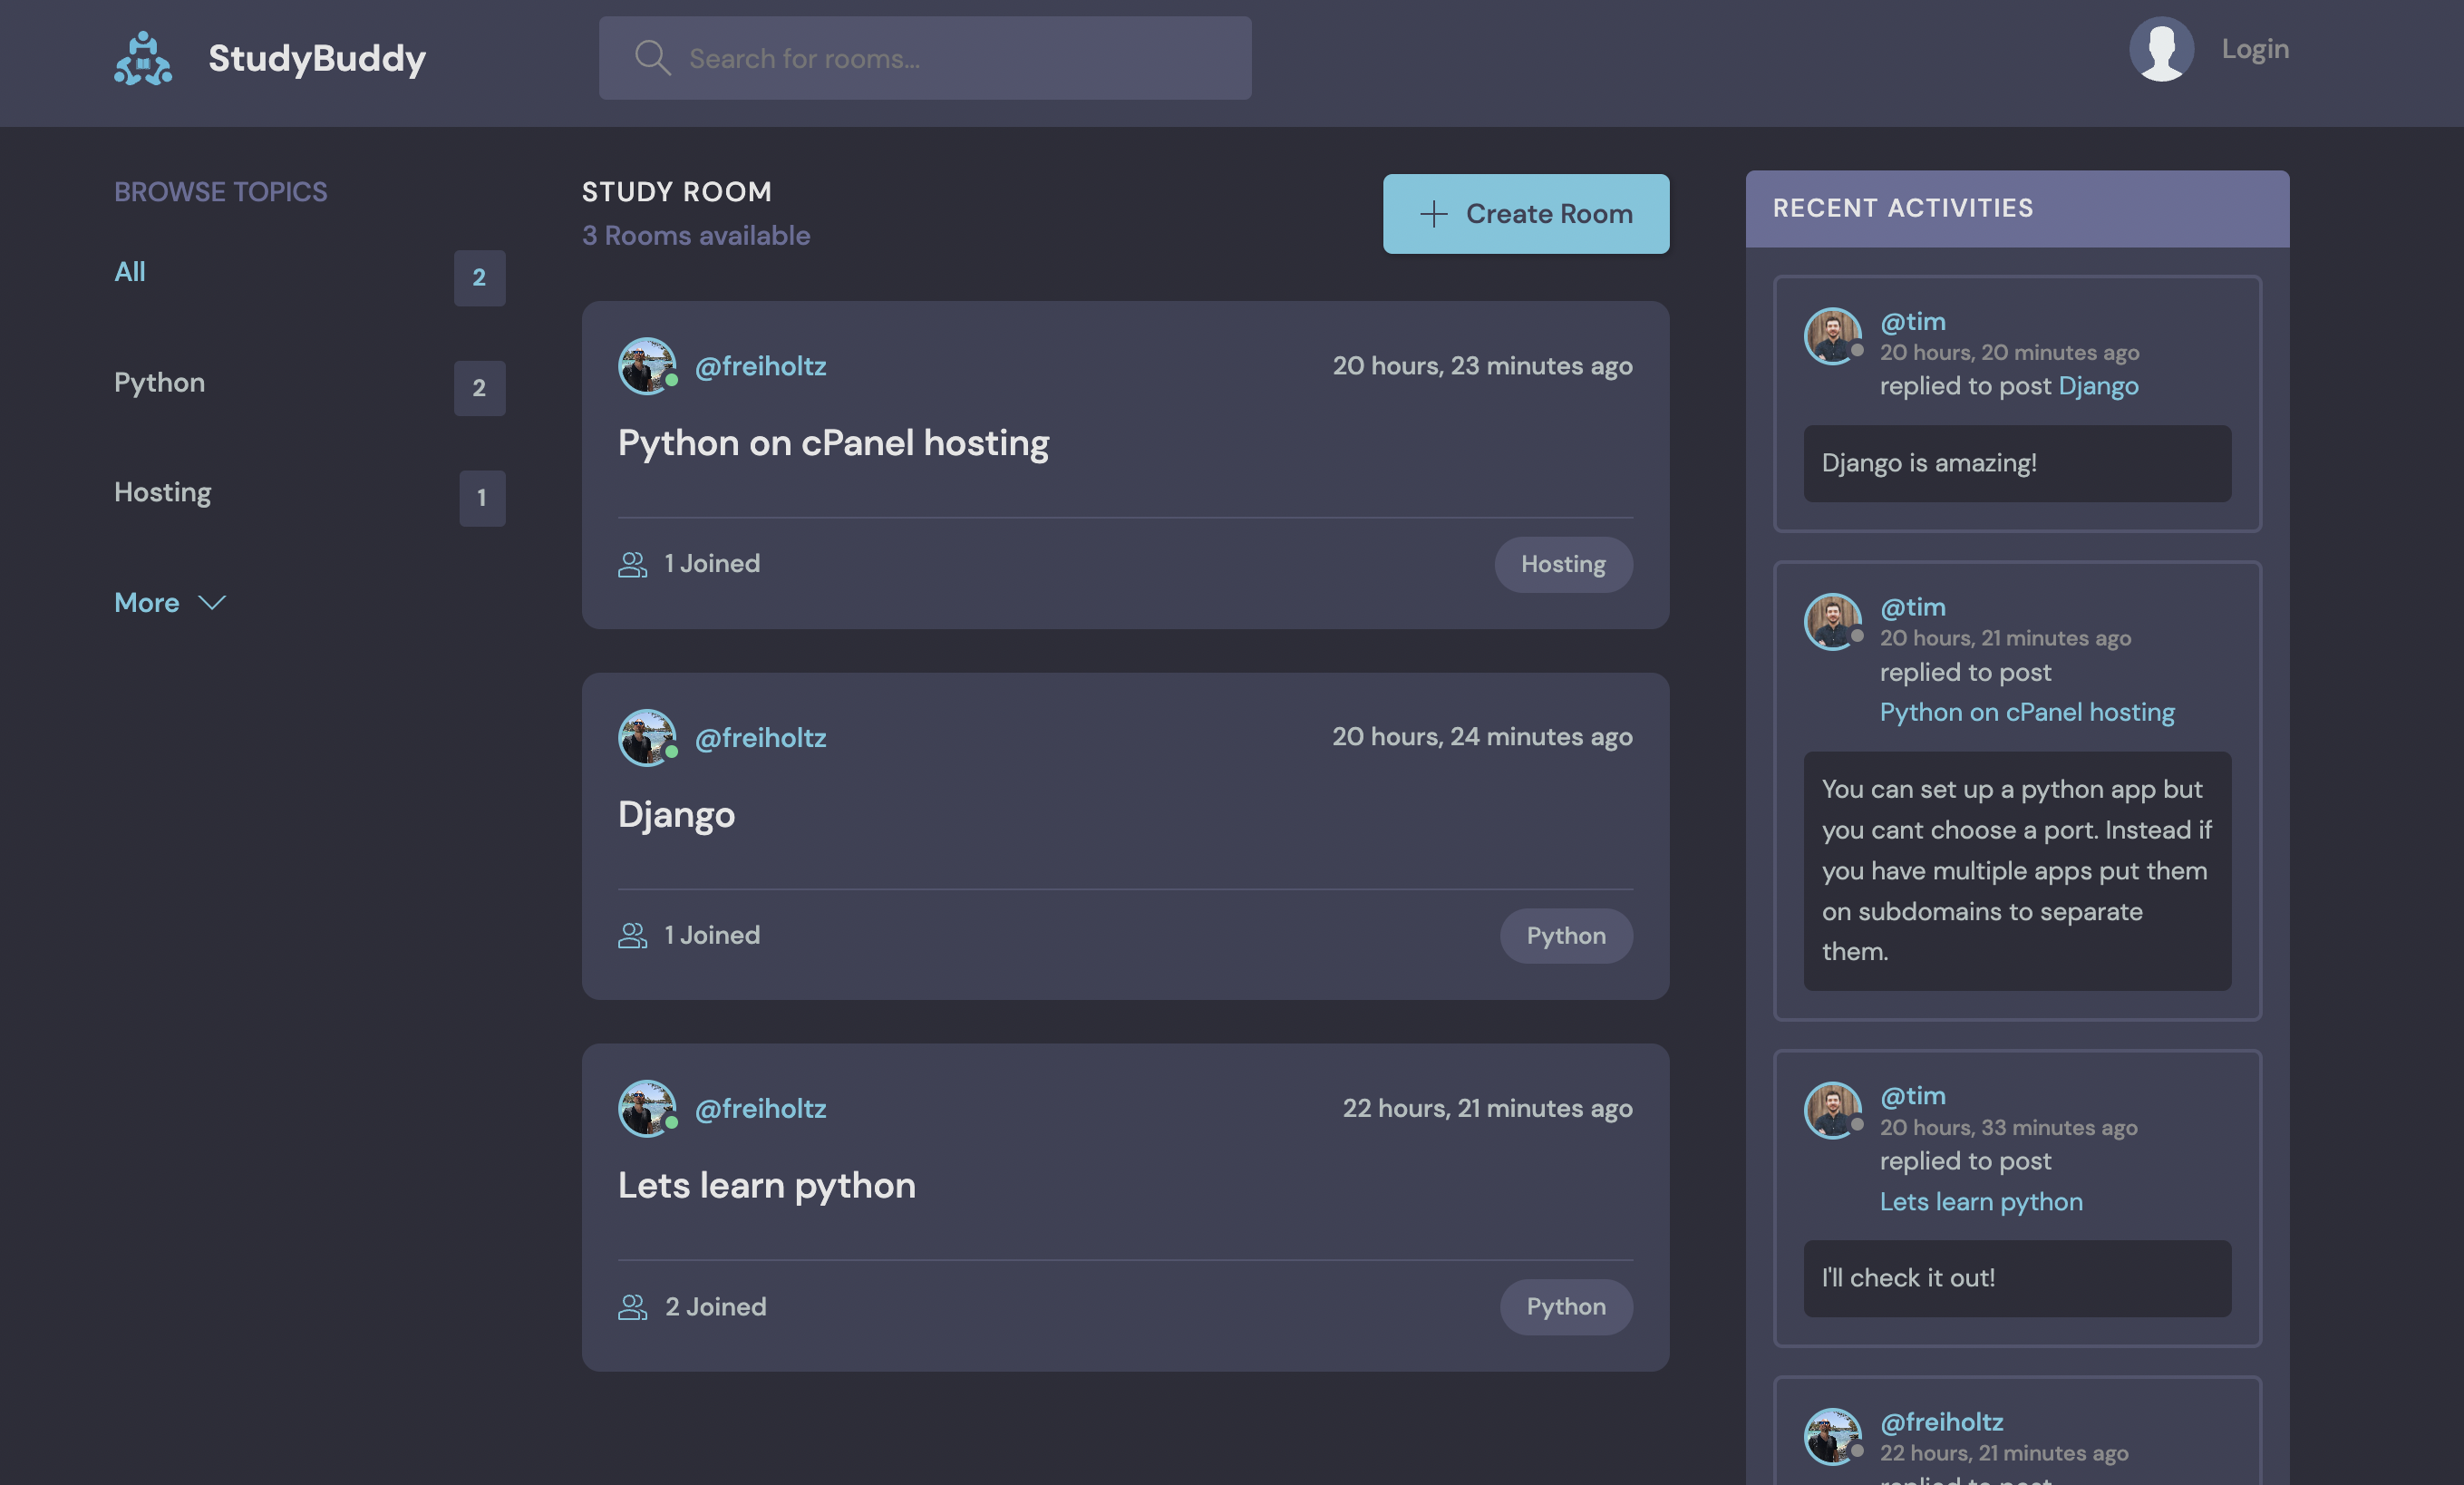 StudyBuddy
Search for rooms...
Login
BROWSE TOPICS
All
2
Python
2
Hosting
1
More
STUDY ROOM
3 Rooms available
Create Room
@freiholtz
20 hours, 23 minutes ago
Python on cPanel hosting
1 Joined
Hosting
@freiholtz
20 hours, 24 minutes ago
Django
1 Joined
Python
@freiholtz
22 hours, 21 minutes ago
Lets learn python
2 Joined
Python
RECENT ACTIVITIES
@tim
20 hours, 20 minutes ago
replied to post Django
Django is amazing!
@tim
20 hours, 21 minutes ago
replied to post
Python on cPanel hosting
You can set up a python app but
you cant choose a port. Instead if
you have multiple apps put them
on subdomains to separate
them.
@tim
20 hours, 33 minutes ago
replied to post
Lets learn python
I'll check it out!
@freiholtz
22 hours, 21 minutes ago
replied to post